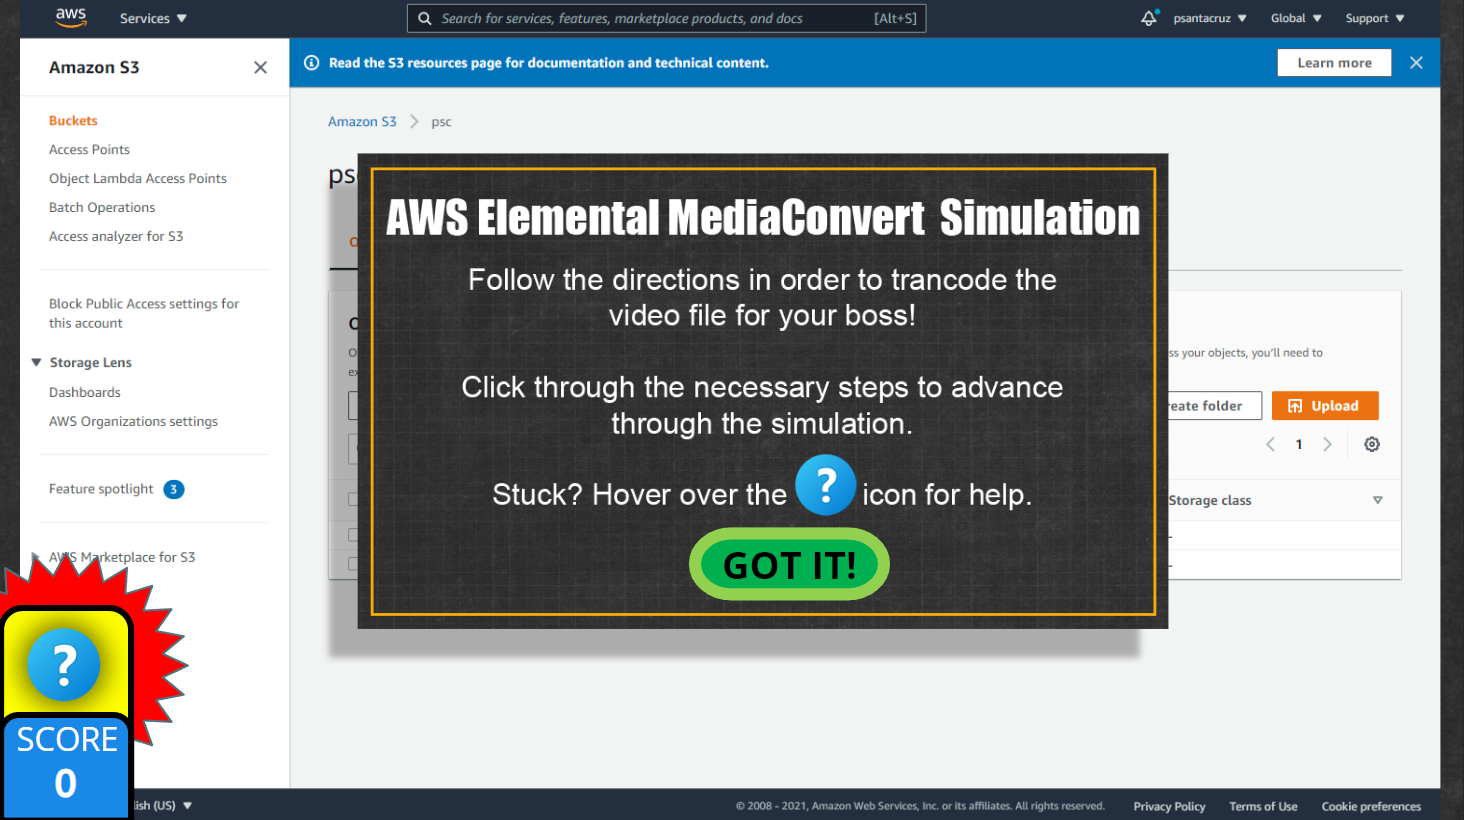 aws
Services
Search for services, features, marketplace products, and docs
[Alt+S]
psantacruz
Global
Support
Amazon S3
Read the S3 resources page for documentation and technical content.
Learn more
Buckets
Access Points
Object Lambda Access Points
Batch Operations
Access analyzer for S3
Block Public Access settings for
this account
Storage Lens
Dashboards
AWS Organizations settings
Feature spotlight 3
AWS Marketplace for S3
Amazon S3 > psc
AWS Elemental MediaConvert Simulation
Follow the directions in order to trancode the
video file for your boss!
Click through the necessary steps to advance
through the simulation.
Stuck? Hover over the ? icon for help.
GOT IT!
your objects, you'll need to
folder
Upload
1
Storage class
-
-
?
SCORE
0
(US)
© 2008 - 2021, Amazon Web Services, Inc. or its affiliates. All rights reserved.
Privacy Policy
Terms of Use
Cookie preferences